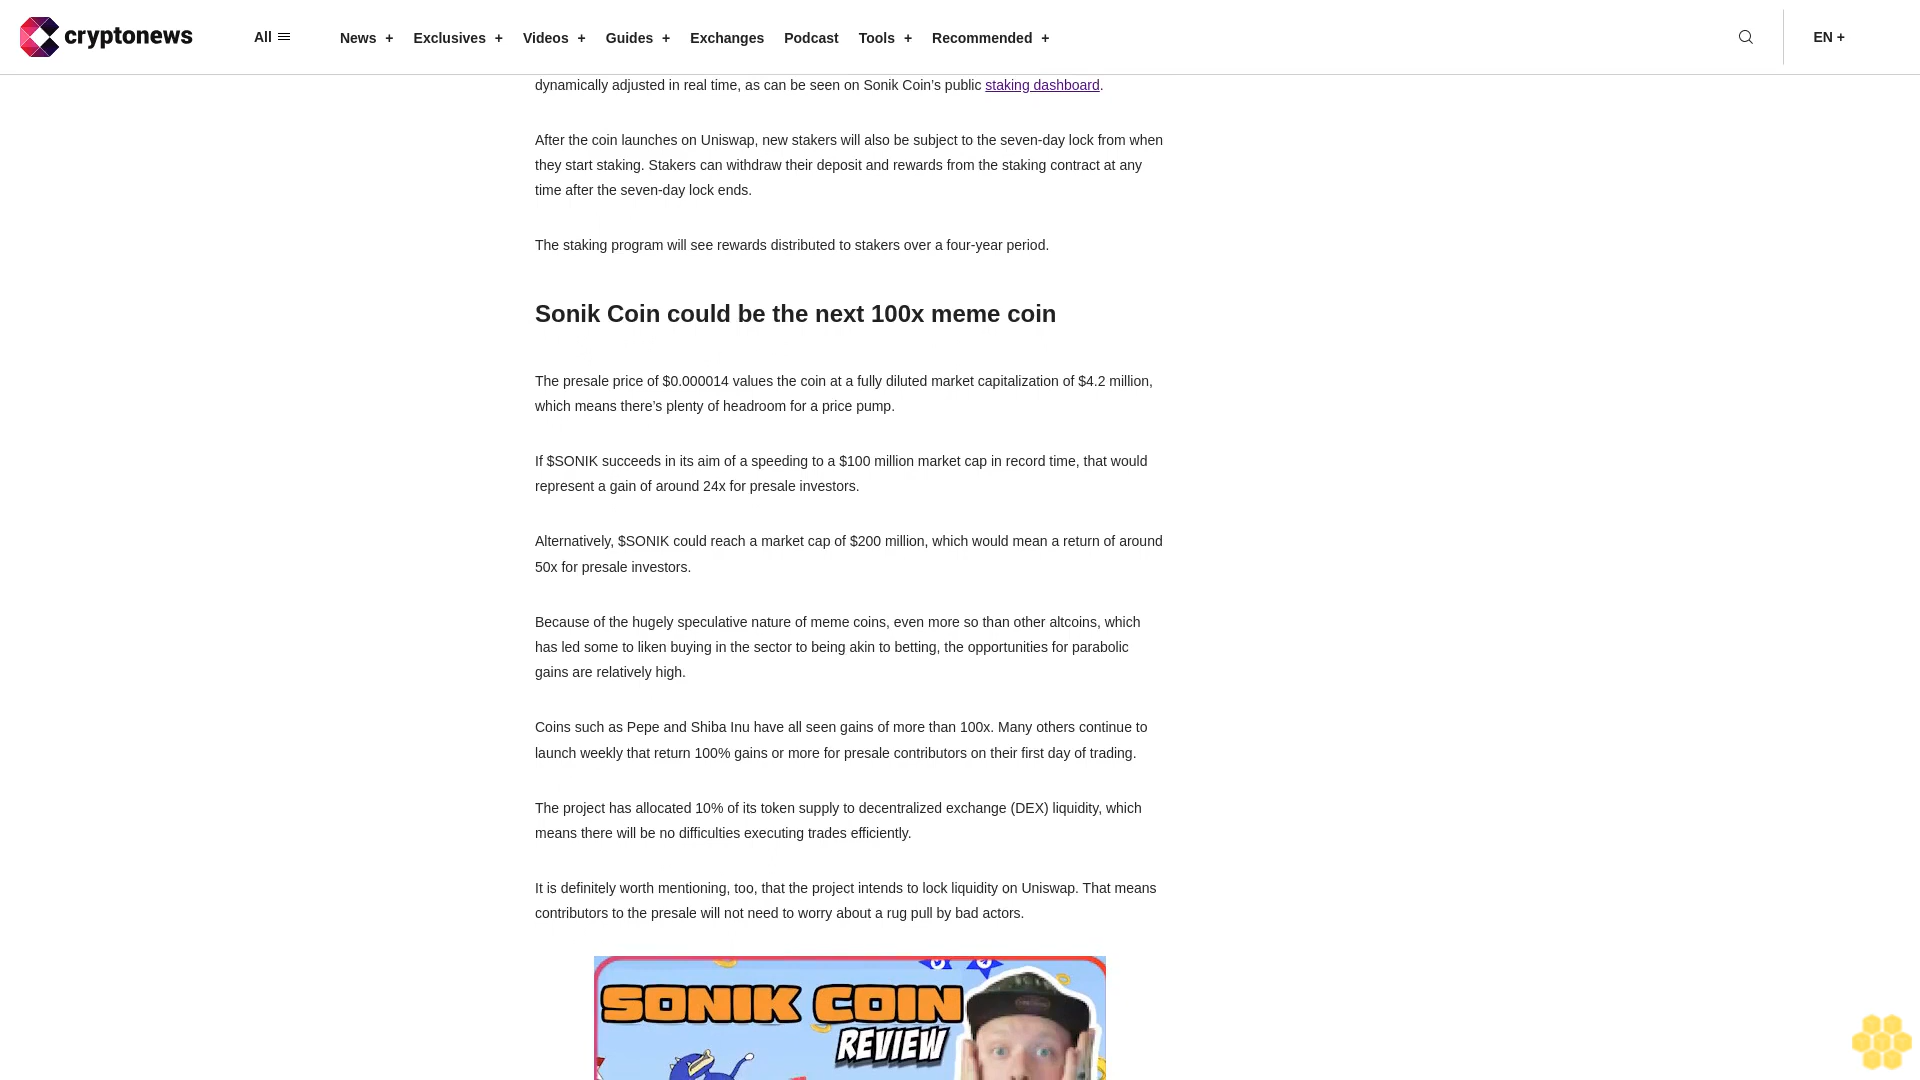 cryptonews
All
News +
Exclusives +
Videos +
Guides +
Exchanges
Podcast
Tools +
Recommended +
EN +
dynamically adjusted in real time, as can be seen on Sonik Coin’s public staking dashboard.
After the coin launches on Uniswap, new stakers will also be subject to the seven-day lock from when
they start staking. Stakers can withdraw their deposit and rewards from the staking contract at any
time after the seven-day lock ends.
The staking program will see rewards distributed to stakers over a four-year period.
Sonik Coin could be the next 100x meme coin
The presale price of $0.000014 values the coin at a fully diluted market capitalization of $4.2 million,
which means there’s plenty of headroom for a price pump.
If $SONIK succeeds in its aim of a speeding to a $100 million market cap in record time, that would
represent a gain of around 24x for presale investors.
Alternatively, $SONIK could reach a market cap of $200 million, which would mean a return of around
50x for presale investors.
Because of the hugely speculative nature of meme coins, even more so than other altcoins, which
has led some to liken buying in the sector to being akin to betting, the opportunities for parabolic
gains are relatively high.
Coins such as Pepe and Shiba Inu have all seen gains of more than 100x. Many others continue to
launch weekly that return 100% gains or more for presale contributors on their first day of trading.
The project has allocated 10% of its token supply to decentralized exchange (DEX) liquidity, which
means there will be no difficulties executing trades efficiently.
It is definitely worth mentioning, too, that the project intends to lock liquidity on Uniswap. That means
contributors to the presale will not need to worry about a rug pull by bad actors.
SONIK COIN
REVIEW